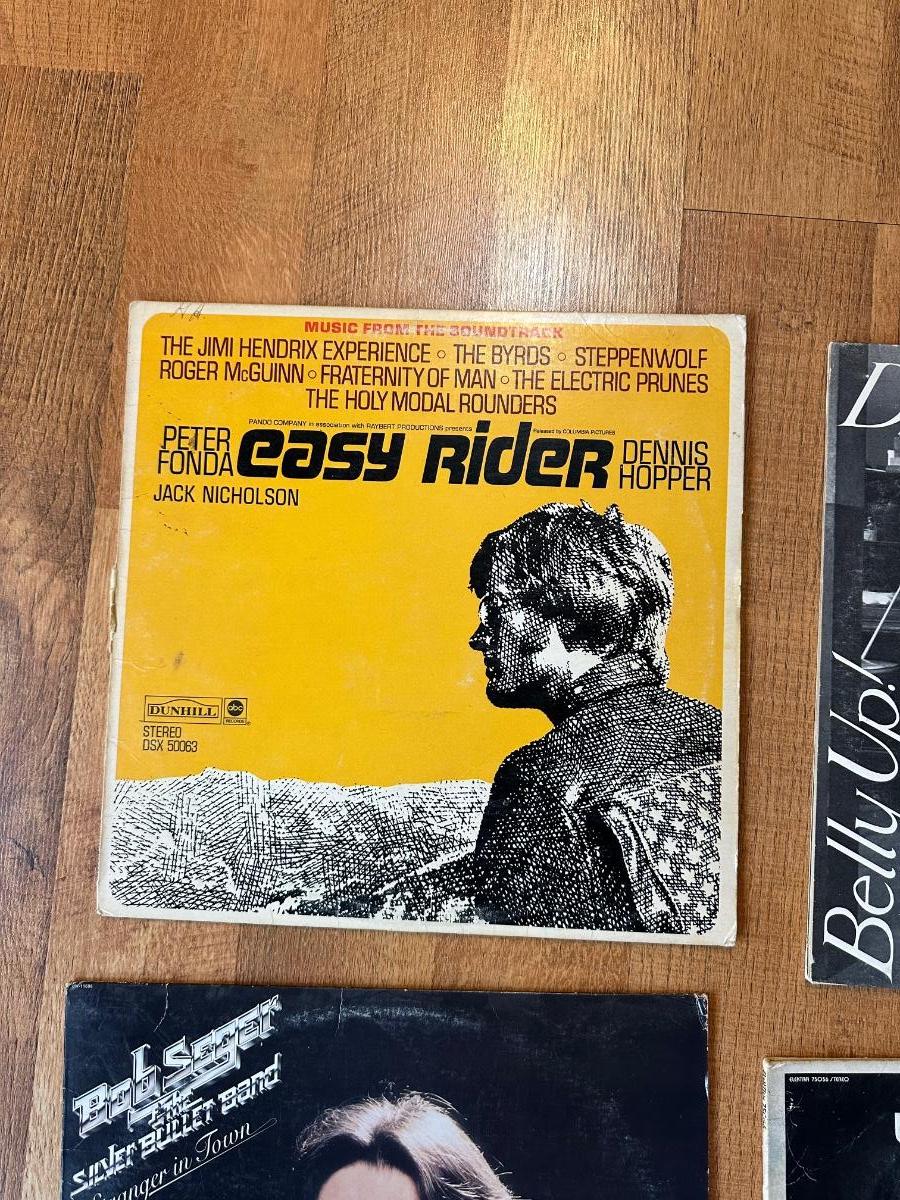 MUSIC FROM THE SOUNDTRACK
THE JIMI HENDRIX EXPERIENCE ○ THE BYRDS ○ STEPPENWOLF
ROGER McGUINN ○ FRATERNITY OF MAN ○ THE ELECTRIC PRUNES
THE HOLY MODAL ROUNDERS
PANDO COMPANY in association with RAYBERT PRODUCTIONS presents
Released by COLUMBIA PICTURES
PETER
FONDA
easy Rider
DENNIS
HOPPER
JACK NICHOLSON
DUNHILL
abc
RECORDS
STEREO
DSX 50063
D
Belly Up!
Bob Seger
& THE
Silver Bullet Band
Stranger in Town
ELEKTRA 75056 / STEREO